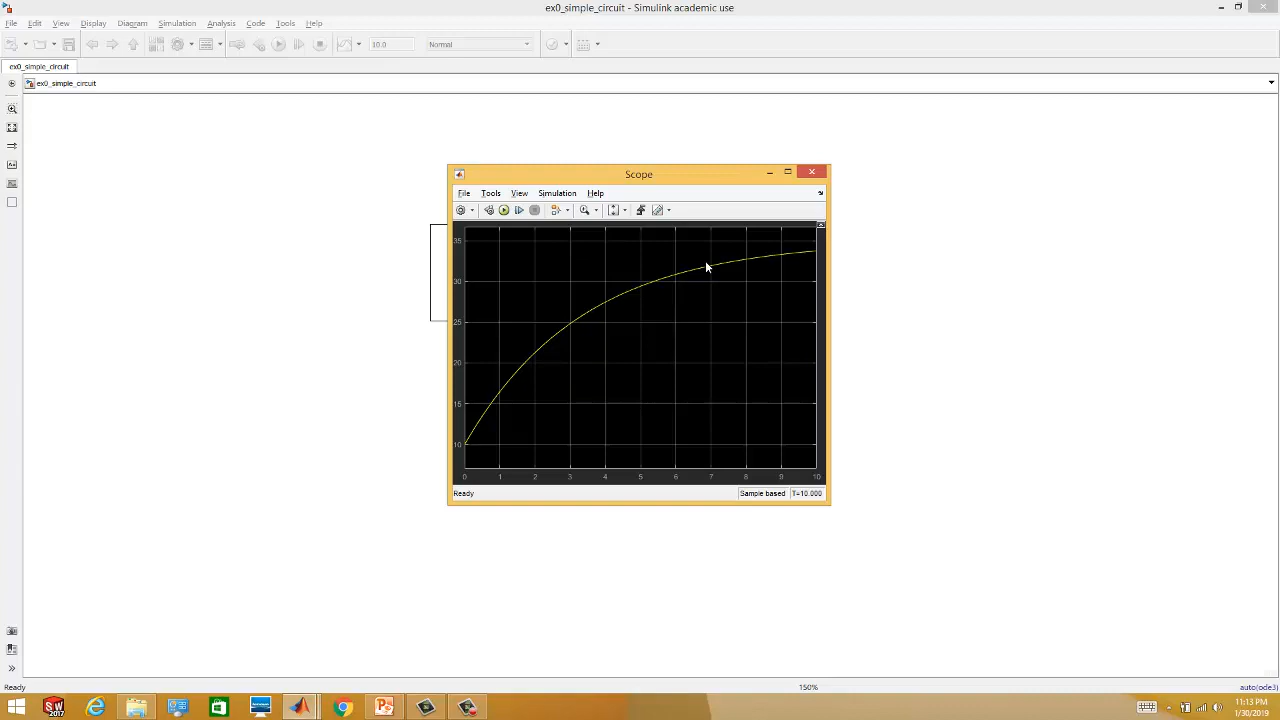 ex0_simple_circuit - Simulink academic use
File Edit View Display Diagram Simulation Analysis Code Tools Help
10.0 Normal
ex0_simple_circuit
ex0_simple_circuit
Scope
File Tools View Simulation Help
35
30
25
20
15
10
0 1 2 3 4 5 6 7 8 9 10
Ready Sample based T=10.000
Ready 150% auto(ode3)
SW
2017
11:13 PM
1/30/2019